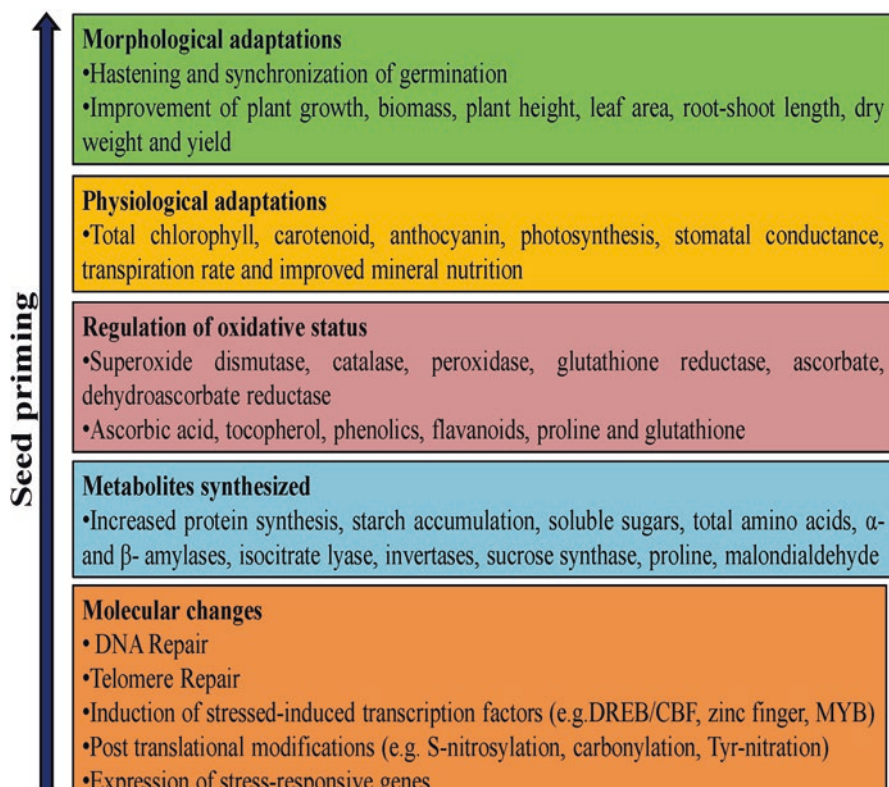 Seed priming
Morphological adaptations
•Hastening and synchronization of germination
•Improvement of plant growth, biomass, plant height, leaf area, root-shoot length, dry
weight and yield
Physiological adaptations
•Total chlorophyll, carotenoid, anthocyanin, photosynthesis, stomatal conductance,
transpiration rate and improved mineral nutrition
Regulation of oxidative status
•Superoxide dismutase, catalase, peroxidase, glutathione reductase, ascorbate,
dehydroascorbate reductase
•Ascorbic acid, tocopherol, phenolics, flavanoids, proline and glutathione
Metabolites synthesized
•Increased protein synthesis, starch accumulation, soluble sugars, total amino acids, α-
and β- amylases, isocitrate lyase, invertases, sucrose synthase, proline, malondialdehyde
Molecular changes
• DNA Repair
•Telomere Repair
•Induction of stressed-induced transcription factors (e.g.DREB/CBF, zinc finger, MYB)
•Post translational modifications (e.g. S-nitrosylation, carbonylation, Tyr-nitration)
•Expression of stress-responsive genes